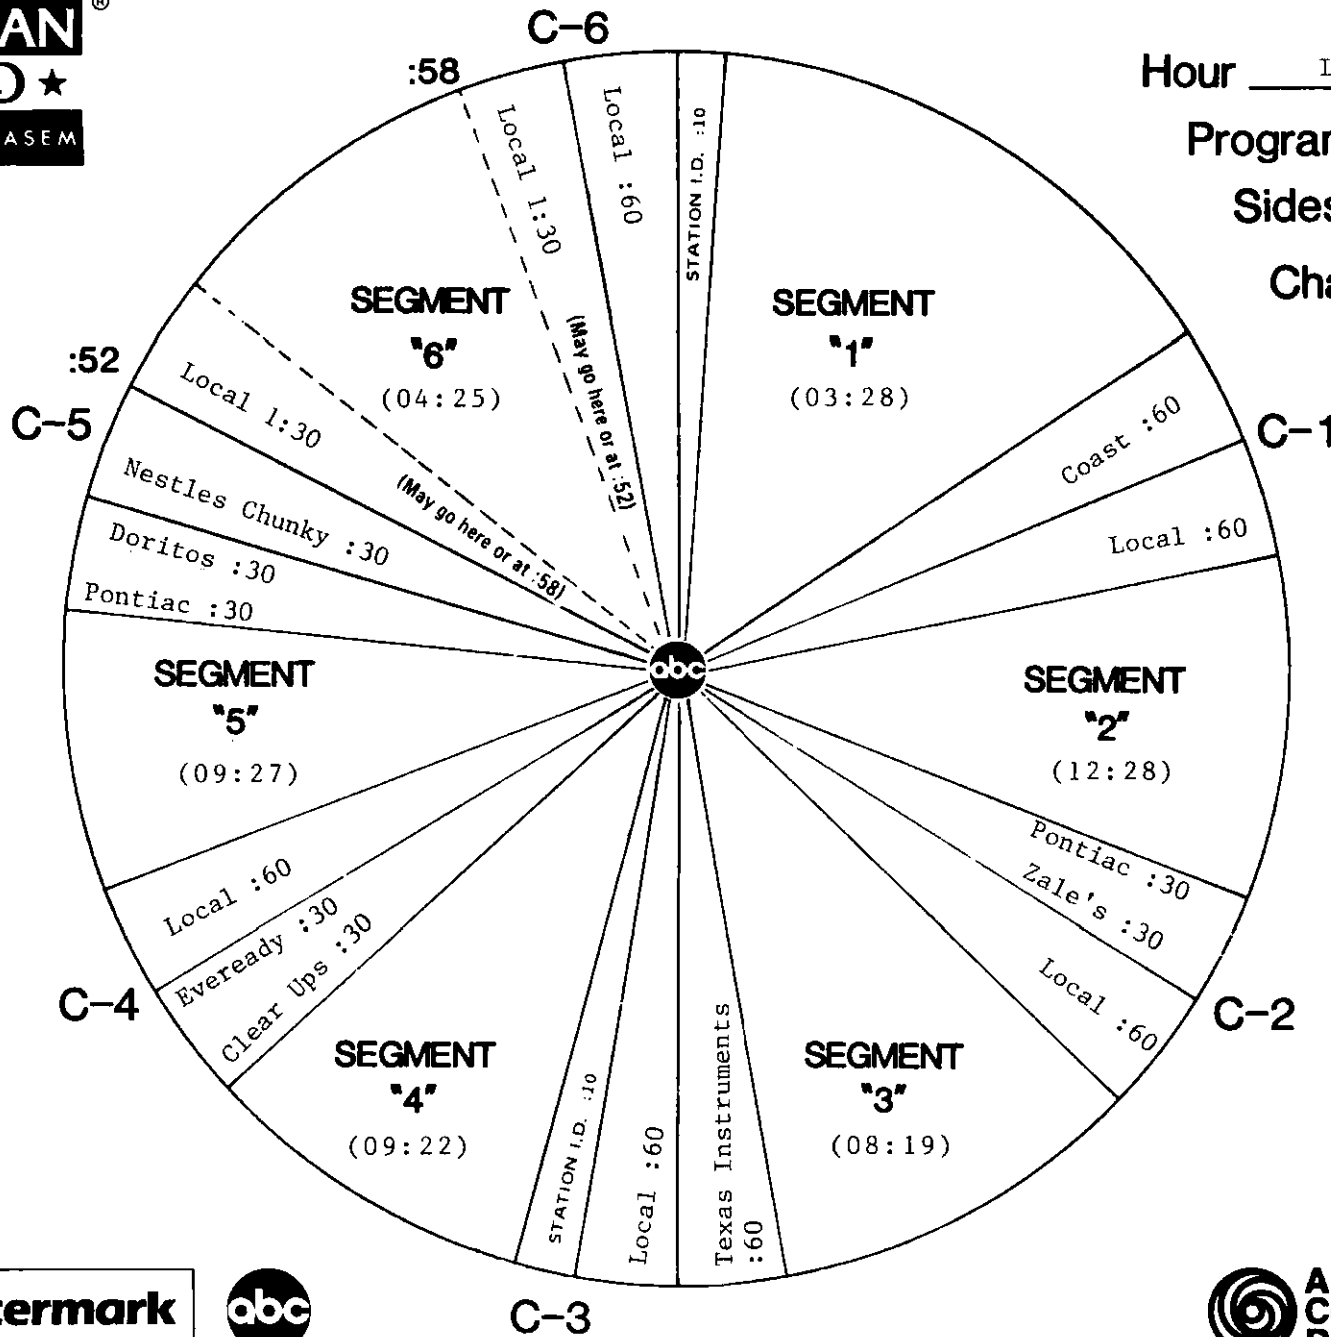 AN ®
ASEM
C-6
:58
Hour
Sides
Local 1:30
(May go here or at :52)
Local :60
STATION I.D. :10
SEGMENT
"1"
(03:28)
Coast :60
C-1
Local :60
SEGMENT
"2"
(12:28)
Pontiac :30
Zale's :30
C-2
Local :60
SEGMENT
"3"
(08:19)
Texas Instruments
:60
C-3
Local :60
STATION I.D. :10
SEGMENT
"4"
(09:22)
Clear Ups :30
Eveready :30
C-4
Local :60
SEGMENT
"5"
(09:27)
Pontiac :30
Doritos :30
Nestles Chunky :30
C-5
:52
Local 1:30
(May go here or at :58)
SEGMENT
"6"
(04:25)
abc
termark
abc